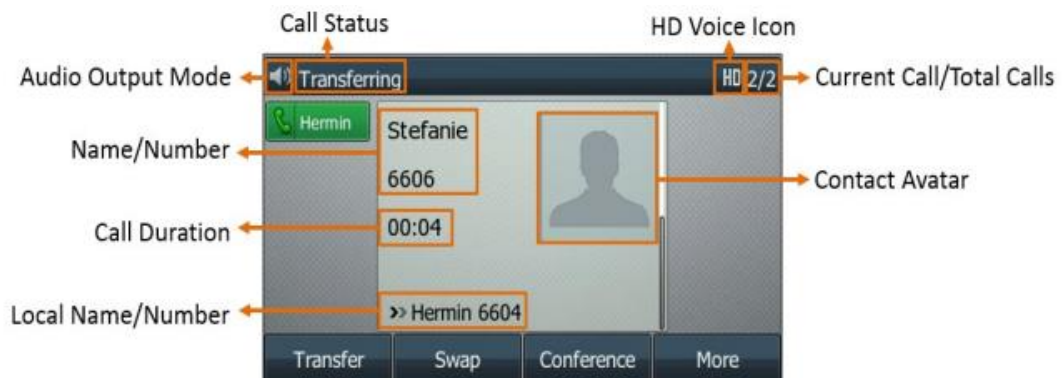 Call Status
HD Voice Icon
Audio Output Mode
Transferring
HD 2/2
Current Call/Total Calls
Hermin
Name/Number
Stefanie
6606
Contact Avatar
Call Duration
00:04
Local Name/Number
» Hermin 6604
Transfer Swap Conference More